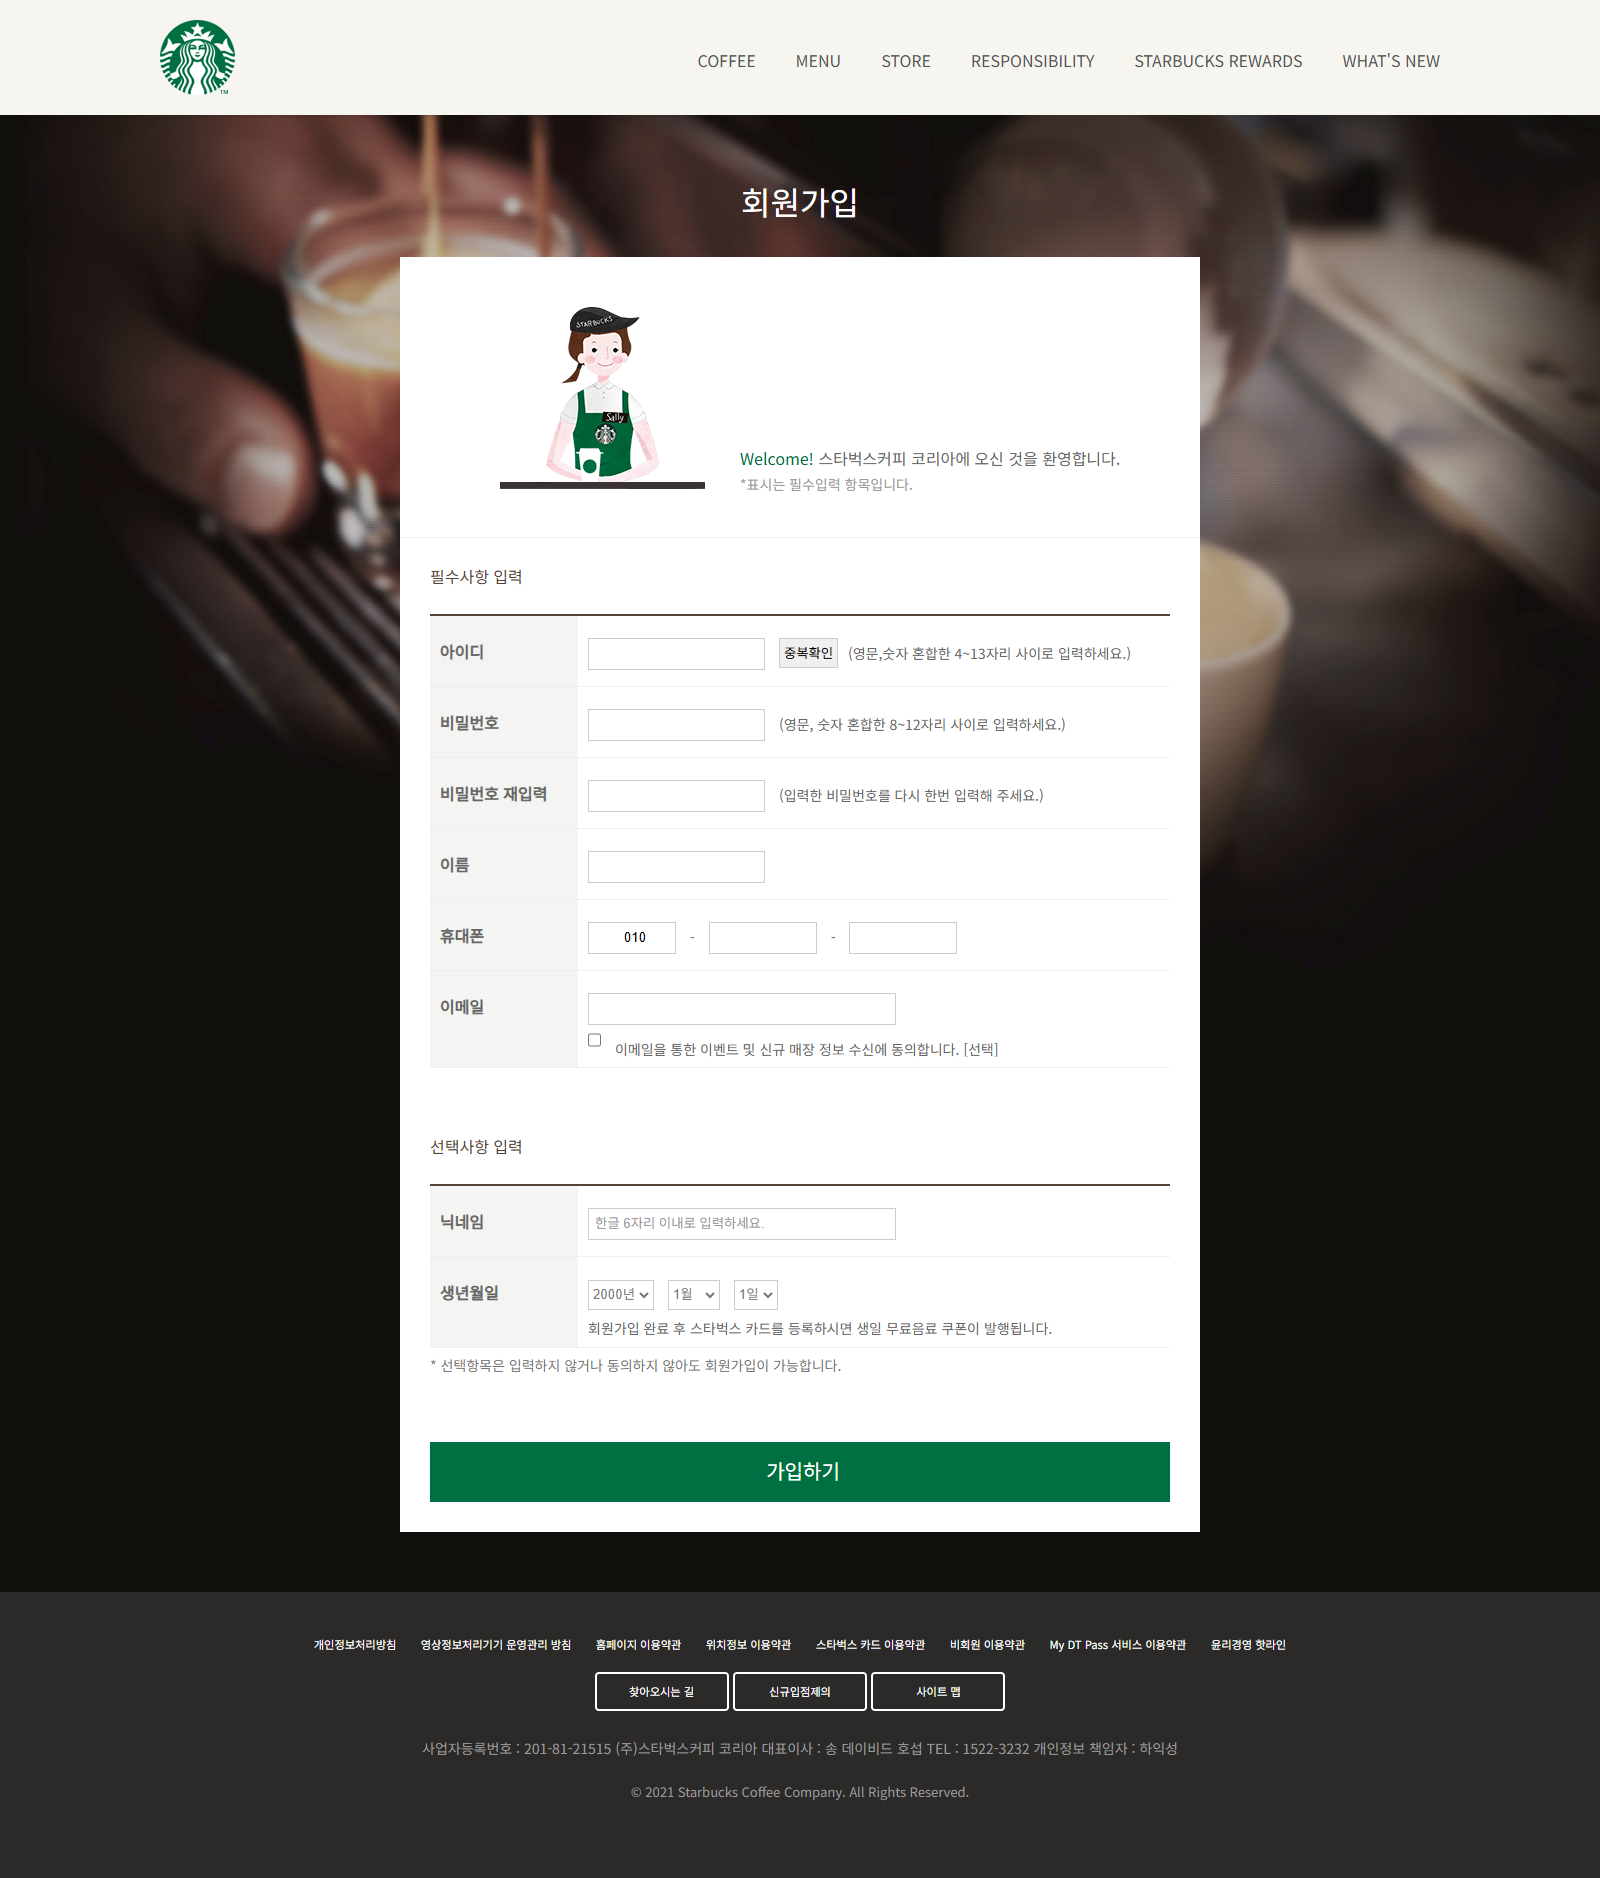 COFFEE MENU STORE RESPONSIBILITY STARBUCKS REWARDS WHAT'S NEW
TM
회원가입
STARBUCKS
Sally
Welcome! 스타벅스커피 코리아에 오신 것을 환영합니다.
*표시는 필수입력 항목입니다.
필수사항 입력
아이디 중복확인 (영문,숫자 혼합한 4~13자리 사이로 입력하세요.)
비밀번호 (영문, 숫자 혼합한 8~12자리 사이로 입력하세요.)
비밀번호 재입력 (입력한 비밀번호를 다시 한번 입력해 주세요.)
이름
휴대폰 010 - -
이메일
이메일을 통한 이벤트 및 신규 매장 정보 수신에 동의합니다. [선택]
선택사항 입력
닉네임 한글 6자리 이내로 입력하세요.
생년월일 2000년 1월 1일
회원가입 완료 후 스타벅스 카드를 등록하시면 생일 무료음료 쿠폰이 발행됩니다.
* 선택항목은 입력하지 않거나 동의하지 않아도 회원가입이 가능합니다.
가입하기
개인정보처리방침 영상정보처리기기 운영관리 방침 홈페이지 이용약관 위치정보 이용약관 스타벅스 카드 이용약관 비회원 이용약관 My DT Pass 서비스 이용약관 윤리경영 핫라인
찾아오시는 길 신규입점제의 사이트 맵
사업자등록번호 : 201-81-21515 (주)스타벅스커피 코리아 대표이사 : 송 데이비드 호섭 TEL : 1522-3232 개인정보 책임자 : 하익성
© 2021 Starbucks Coffee Company. All Rights Reserved.